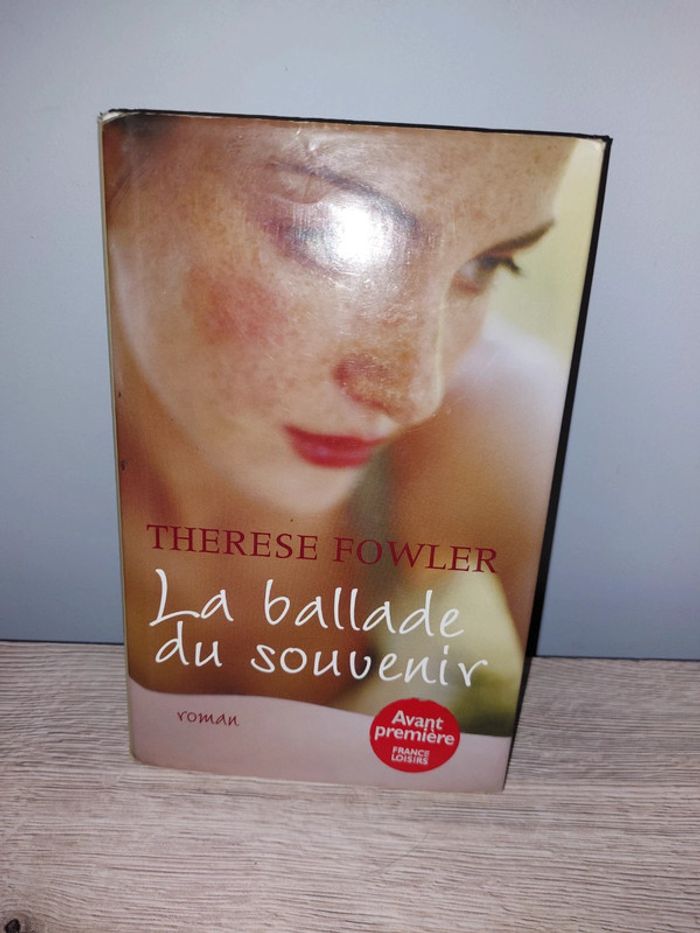 THERESE FOWLER
La ballade
du souvenir
roman
Avant
première
FRANCE
LOISIRS